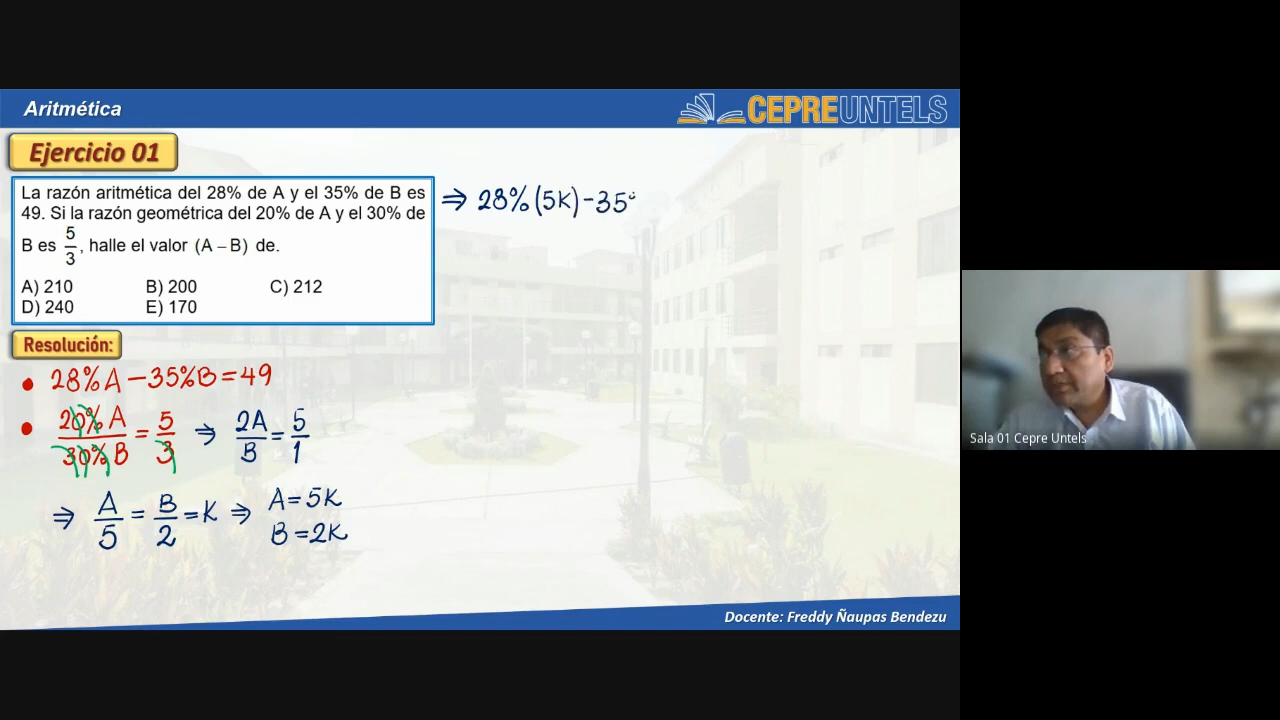 Aritmética
CEPREUNTELS
Ejercicio 01
La razón aritmética del 28% de A y el 35% de B es
49. Si la razón geométrica del 20% de A y el 30% de
B es 5/3, halle el valor (A – B) de.
A) 210 B) 200 C) 212
D) 240 E) 170
⇒ 28%(5K)-35%
Resolución:
• 28%A - 35%B = 49
• 20%A/30%B = 5/3 ⇒ 2A/B = 5/1
⇒ A/5 = B/2 = K ⇒ A = 5K
B = 2K
Sala 01 Cepre Untels
Docente: Freddy Ñaupas Bendezu